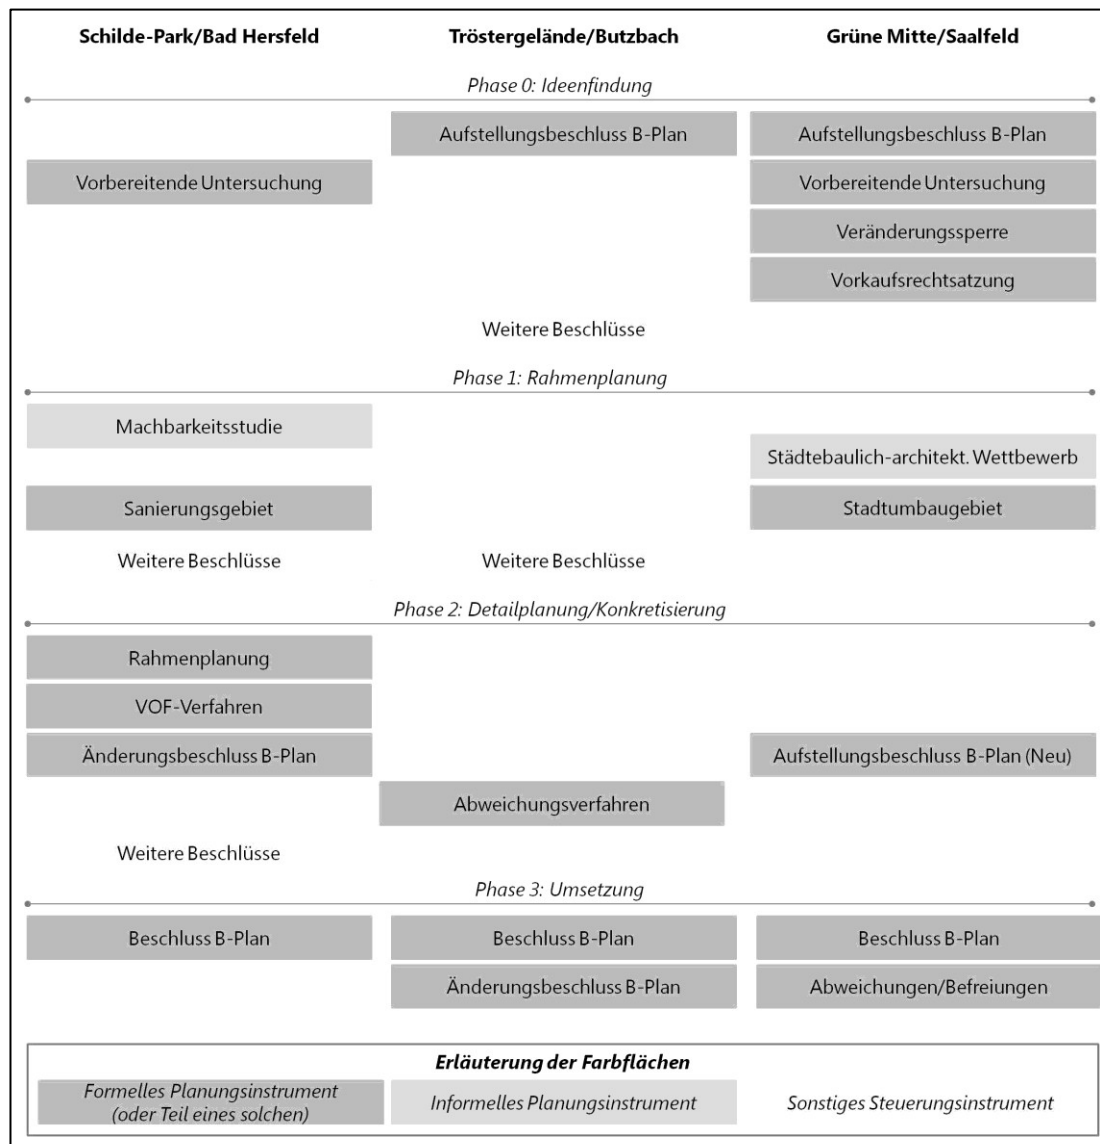 Schilde-Park/Bad Hersfeld
Tröstergelände/Butzbach
Grüne Mitte/Saalfeld
Phase 0: Ideenfindung
Aufstellungsbeschluss B-Plan
Aufstellungsbeschluss B-Plan
Vorbereitende Untersuchung
Vorbereitende Untersuchung
Veränderungssperre
Vorkaufsrechtsatzung
Weitere Beschlüsse
Phase 1: Rahmenplanung
Machbarkeitsstudie
Städtebaulich-architekt. Wettbewerb
Sanierungsgebiet
Stadtumbaugebiet
Weitere Beschlüsse
Weitere Beschlüsse
Phase 2: Detailplanung/Konkretisierung
Rahmenplanung
VOF-Verfahren
Änderungsbeschluss B-Plan
Aufstellungsbeschluss B-Plan (Neu)
Abweichungsverfahren
Weitere Beschlüsse
Phase 3: Umsetzung
Beschluss B-Plan
Beschluss B-Plan
Beschluss B-Plan
Änderungsbeschluss B-Plan
Abweichungen/Befreiungen
Erläuterung der Farbflächen
Formelles Planungsinstrument
(oder Teil eines solchen)
Informelles Planungsinstrument
Sonstiges Steuerungsinstrument